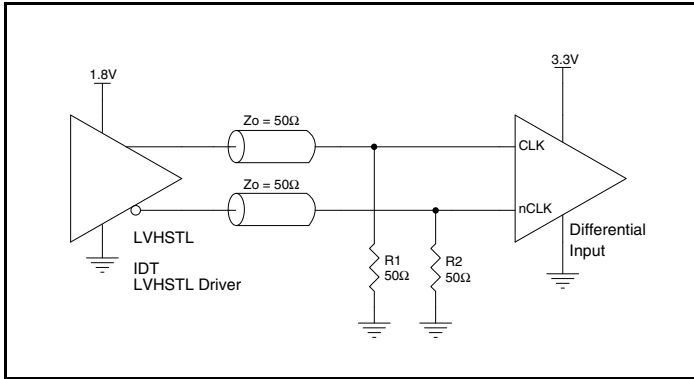 1.8V
3.3V
Zo = 50Ω
CLK
Zo = 50Ω
nCLK
LVHSTL
IDT
LVHSTL Driver
R1
50Ω
R2
50Ω
Differential
Input